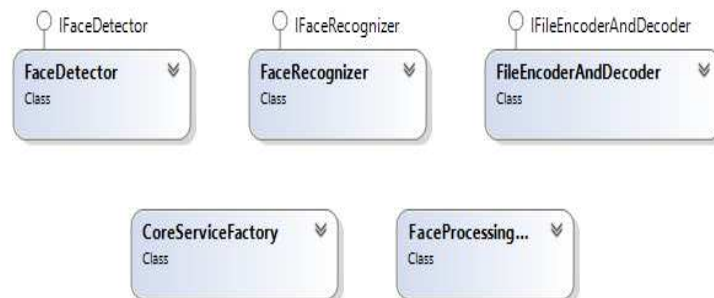 IFaceDetector
IFaceRecognizer
IFileEncoderAndDecoder
FaceDetector
Class
FaceRecognizer
Class
FileEncoderAndDecoder
Class
CoreServiceFactory
Class
FaceProcessing...
Class